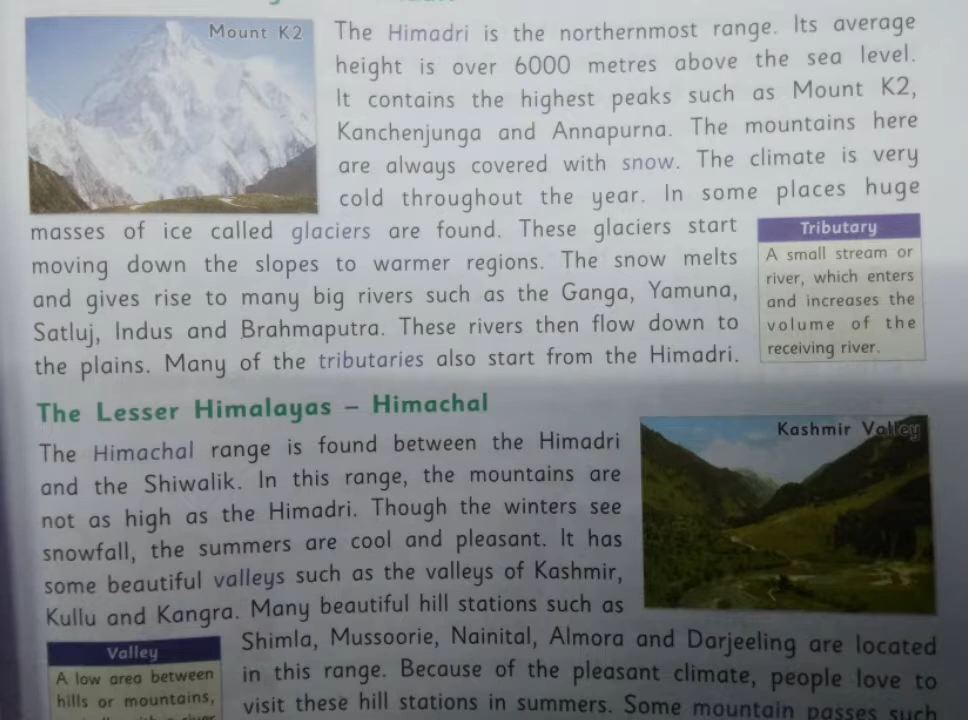 Mount K2
The Himadri is the northernmost range. Its average
height is over 6000 metres above the sea level.
It contains the highest peaks such as Mount K2,
Kanchenjunga and Annapurna. The mountains here
are always covered with snow. The climate is very
cold throughout the year. In some places huge
masses of ice called glaciers are found. These glaciers start
moving down the slopes to warmer regions. The snow melts
and gives rise to many big rivers such as the Ganga, Yamuna,
Satluj, Indus and Brahmaputra. These rivers then flow down to
the plains. Many of the tributaries also start from the Himadri.
Tributary
A small stream or
river, which enters
and increases the
volume of the
receiving river.
The Lesser Himalayas – Himachal
The Himachal range is found between the Himadri
and the Shiwalik. In this range, the mountains are
not as high as the Himadri. Though the winters see
snowfall, the summers are cool and pleasant. It has
some beautiful valleys such as the valleys of Kashmir,
Kullu and Kangra. Many beautiful hill stations such as
Kashmir Valley
Shimla, Mussoorie, Nainital, Almora and Darjeeling are located
in this range. Because of the pleasant climate, people love to
visit these hill stations in summers. Some mountain passes such
Valley
A low area between
hills or mountains,